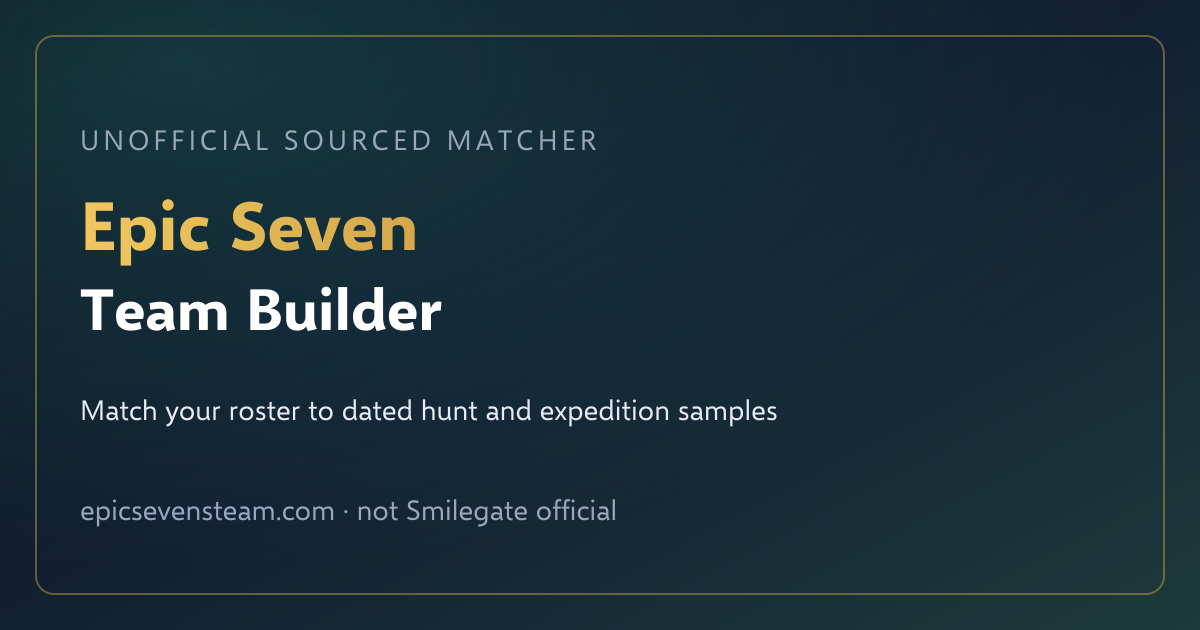 UNOFFICIAL SOURCED MATCHER
Epic Seven
Team Builder
Match your roster to dated hunt and expedition samples
epicsevensteam.com · not Smilegate official